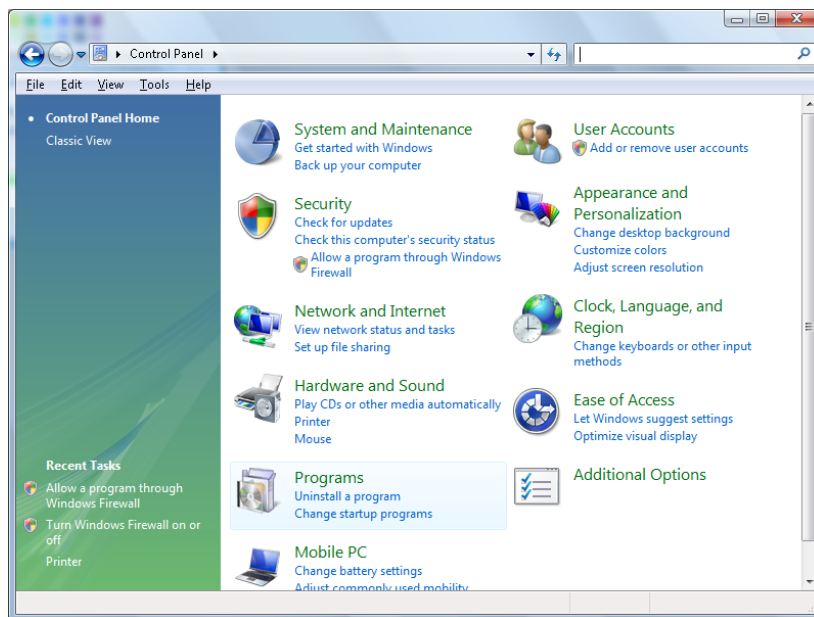 Control Panel
File Edit View Tools Help
Control Panel Home
Classic View
System and Maintenance
Get started with Windows
Back up your computer
Security
Check for updates
Check this computer's security status
Allow a program through Windows
Firewall
Network and Internet
View network status and tasks
Set up file sharing
Hardware and Sound
Play CDs or other media automatically
Printer
Mouse
Programs
Uninstall a program
Change startup programs
Mobile PC
Change battery settings
Adjust commonly used mobility
User Accounts
Add or remove user accounts
Appearance and
Personalization
Change desktop background
Customize colors
Adjust screen resolution
Clock, Language, and
Region
Change keyboards or other input
methods
Ease of Access
Let Windows suggest settings
Optimize visual display
Additional Options
Recent Tasks
Allow a program through
Windows Firewall
Turn Windows Firewall on or
off
Printer